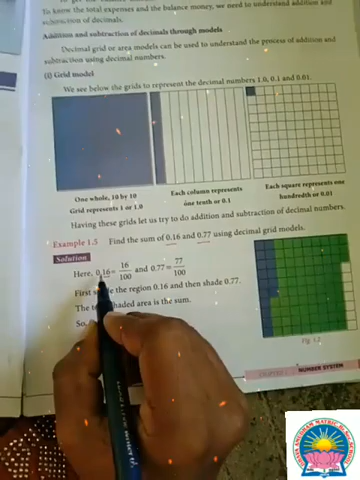 To know the total expenses and the balance money, we need to understand addition and
subtraction of decimals.
Addition and subtraction of decimals through models
Decimal grid or area models can be used to understand the process of addition and
subtraction using decimal numbers.
(i) Grid model
We see below the grids to represent the decimal numbers 1.0, 0.1 and 0.01.
One whole, 10 by 10
Grid represents 1 or 1.0
Each column represents
one tenth or 0.1
Each square represents one
hundredth or 0.01
Having these grids let us try to do addition and subtraction of decimal numbers.
Example 1.5 Find the sum of 0.16 and 0.77 using decimal grid models.
Solution
Here, 0.16 = 16/100 and 0.77 = 77/100
First the region 0.16 and then shade 0.77.
The shaded area is the sum.
So,
Fig
NUMBER SYSTEM